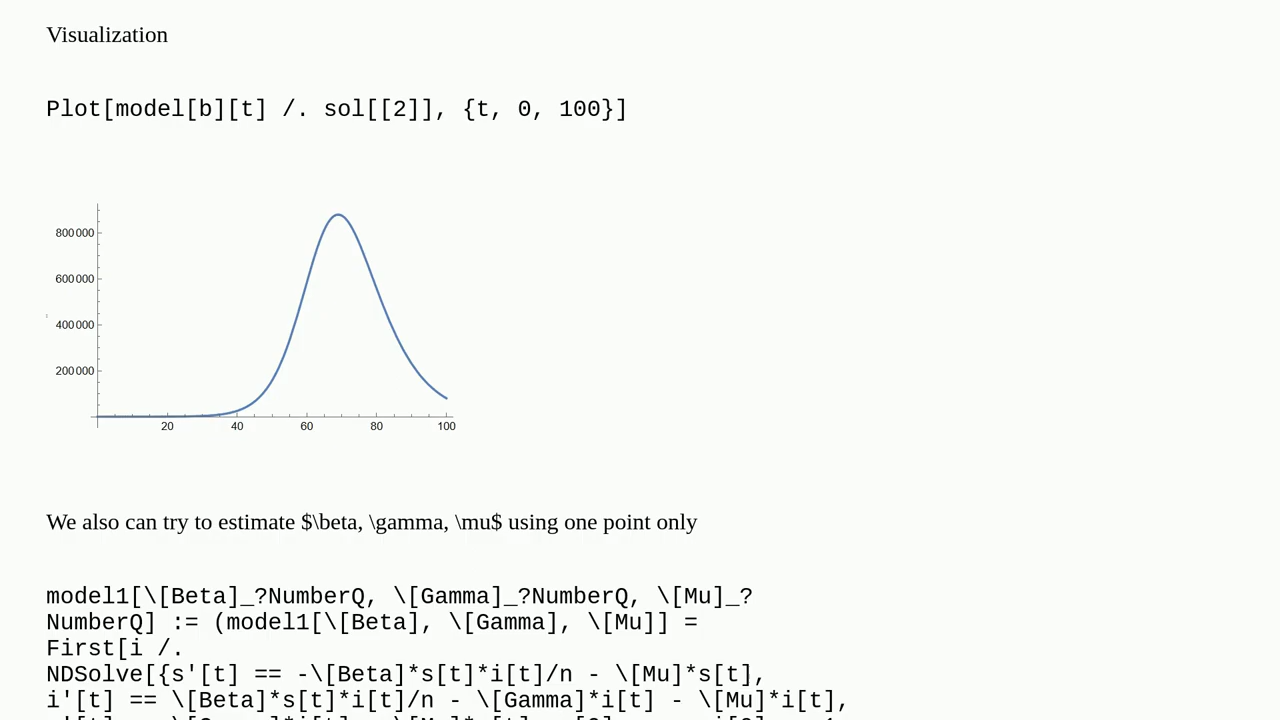 Visualization
Plot[model[b][t] /. sol[[2]], {t, 0, 100}]
800000
600000
400000
200000
20 40 60 80 100
We also can try to estimate $\beta, \gamma, \mu$ using one point only
model1[\[Beta]_?NumberQ, \[Gamma]_?NumberQ, \[Mu]_?
NumberQ] := (model1[\[Beta], \[Gamma], \[Mu]] =
First[i /.
NDSolve[{s'[t] == -\[Beta]*s[t]*i[t]/n - \[Mu]*s[t],
i'[t] == \[Beta]*s[t]*i[t]/n - \[Gamma]*i[t] - \[Mu]*i[t],